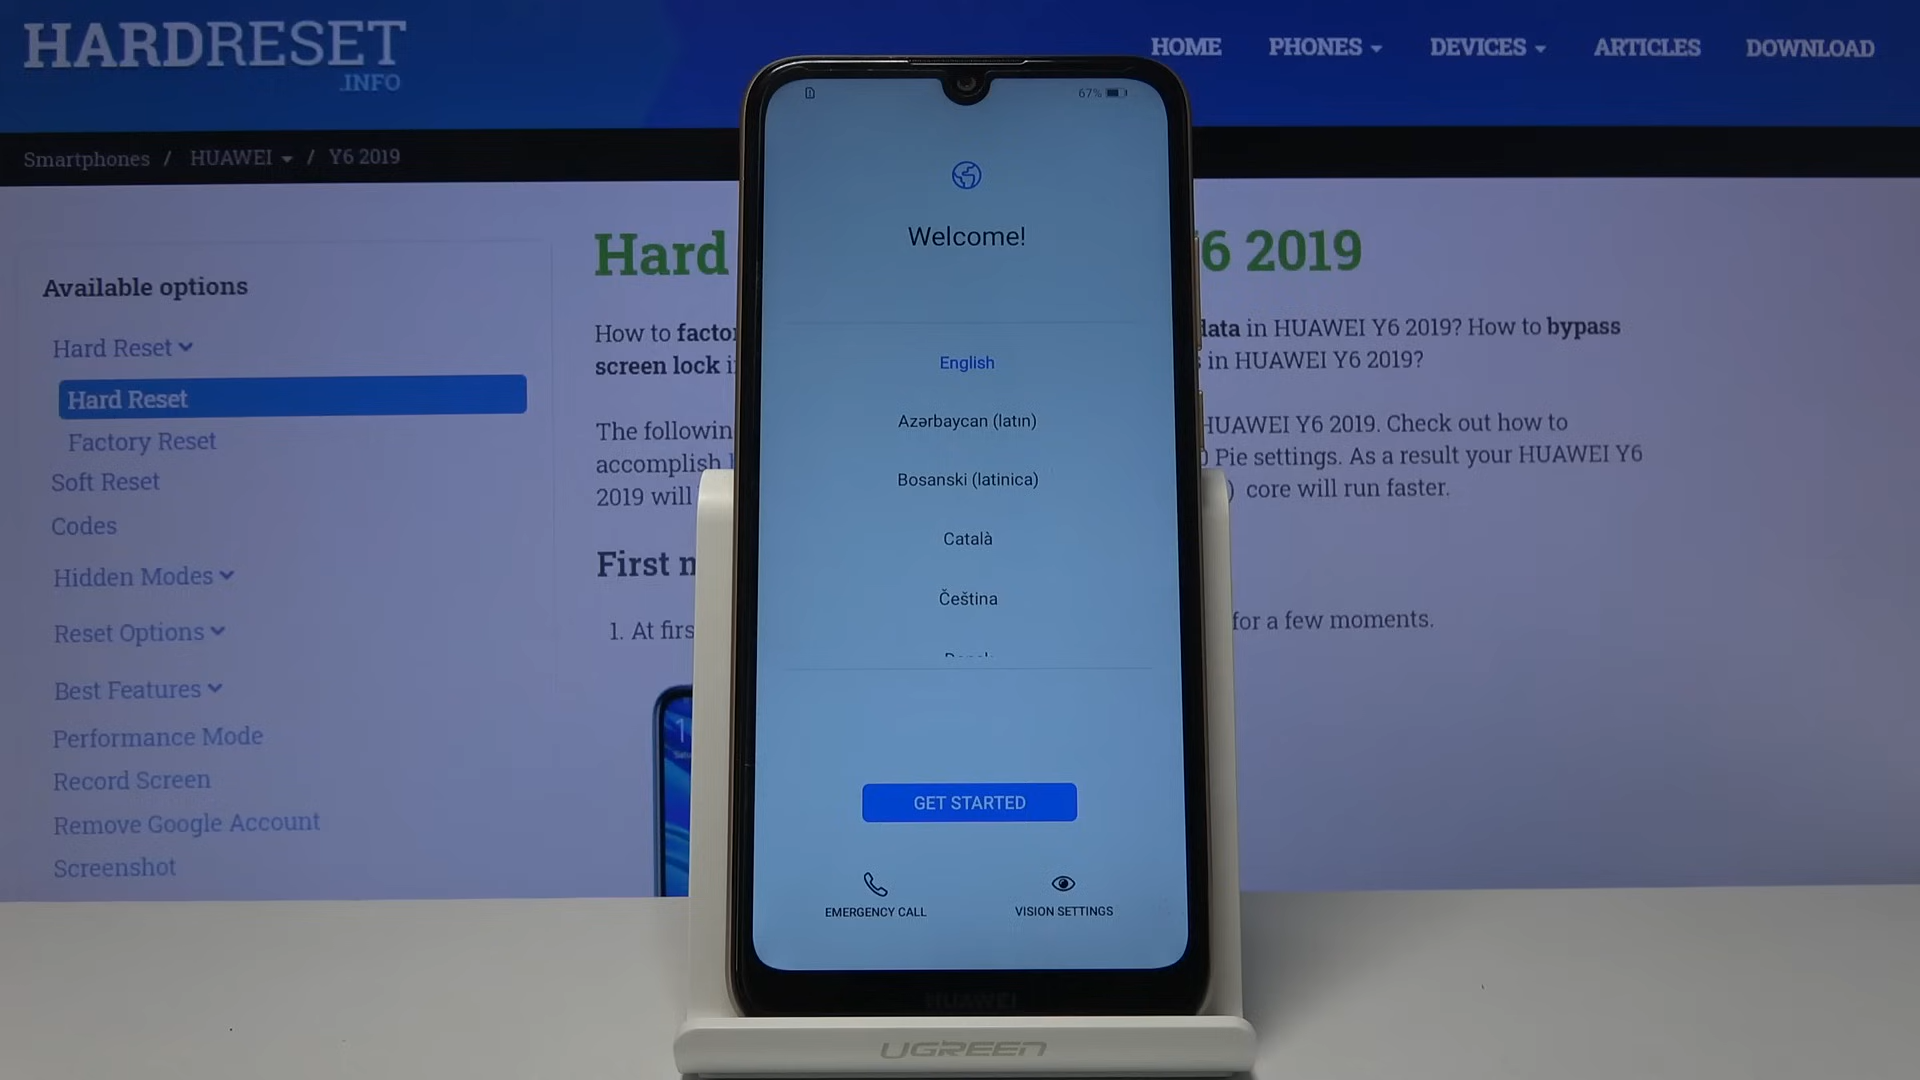 HARDRESET
.INFO
HOME PHONES DEVICES ARTICLES DOWNLOAD
Smartphones / HUAWEI / Y6 2019
Available options
Hard Reset
Hard Reset
Factory Reset
Soft Reset
Codes
Hidden Modes
Reset Options
Best Features
Performance Mode
Record Screen
Remove Google Account
Screenshot
Hard 6 2019
How to data in HUAWEI Y6 2019? How to bypass
screen lock in HUAWEI Y6 2019?
The HUAWEI Y6 2019. Check out how to
accomplish Pie settings. As a result your HUAWEI Y6
2019 will core will run faster.
First
1. At for a few moments.
67%
Welcome!
English
Azərbaycan (latın)
Bosanski (latinica)
Català
Čeština
GET STARTED
EMERGENCY CALL
VISION SETTINGS
HUAWEI
UGREEN